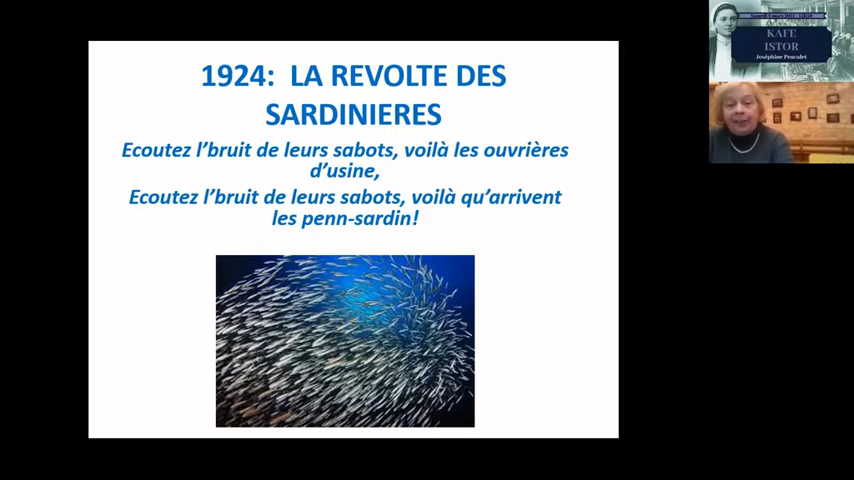 1924: LA REVOLTE DES
SARDINIERES
Ecoutez l’bruit de leurs sabots, voilà les ouvrières
d’usine,
Ecoutez l’bruit de leurs sabots, voilà qu’arrivent
les penn-sardin!
KAFE
ISTOR
Joséphine Pencalet